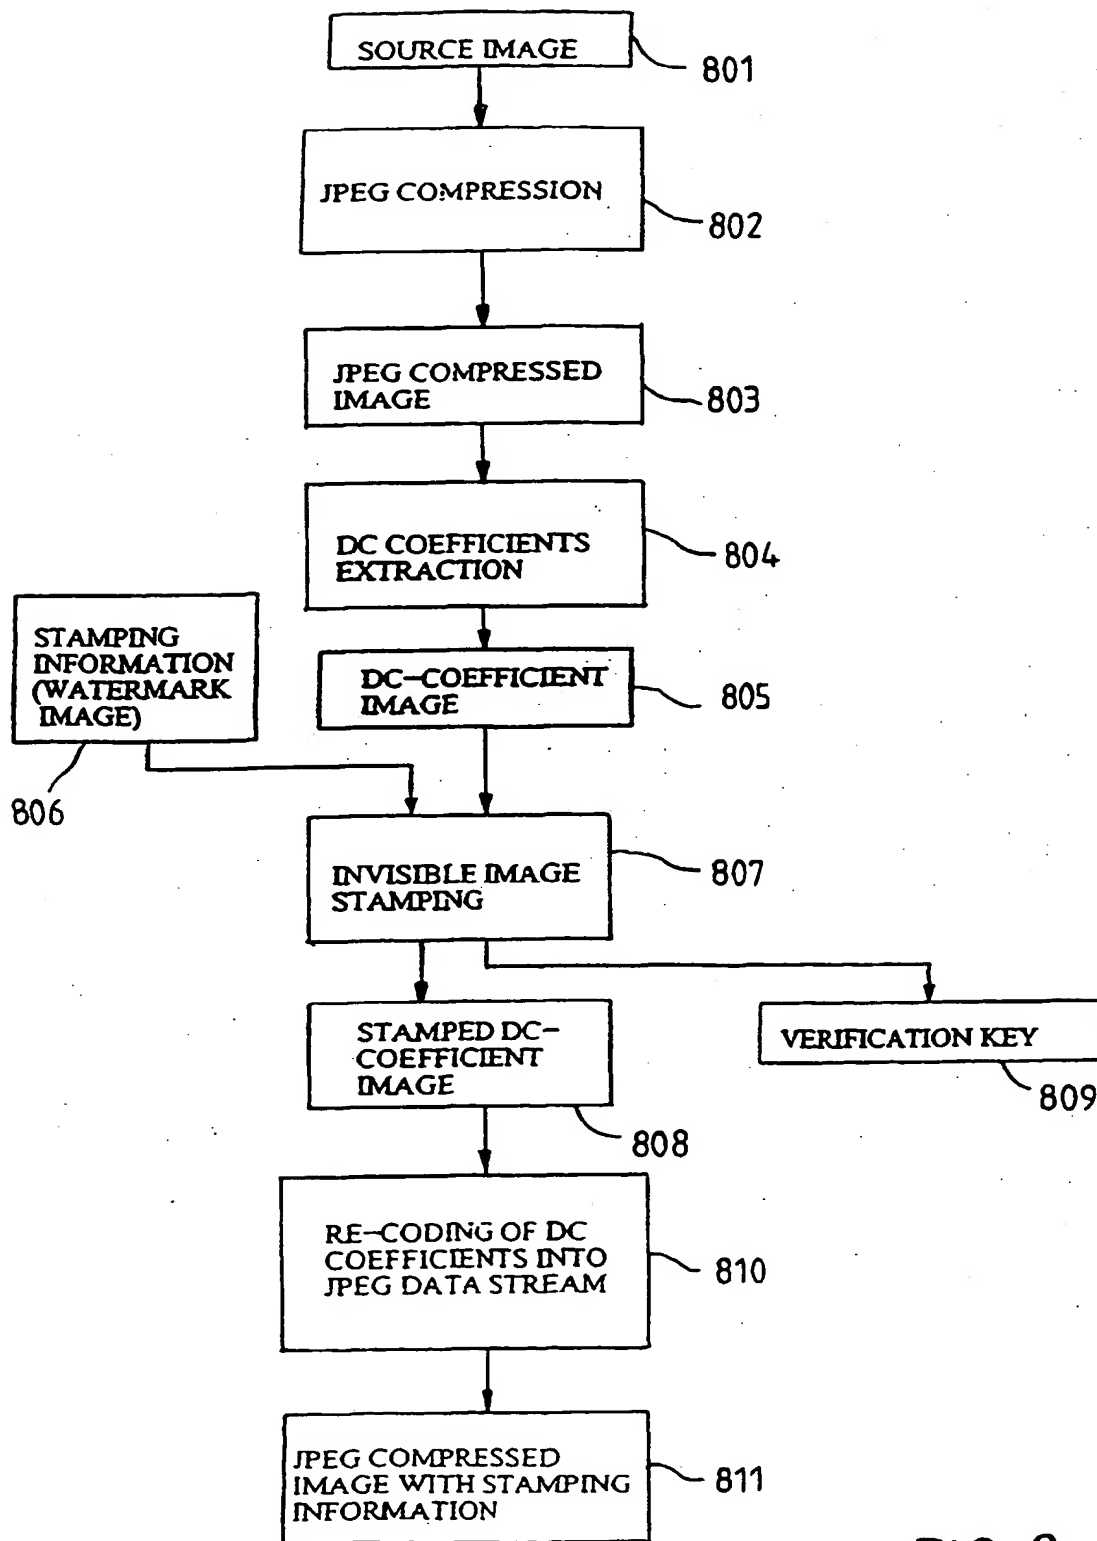 SOURCE IMAGE
801
JPEG COMPRESSION
802
JPEG COMPRESSED
IMAGE
803
DC COEFFICIENTS
EXTRACTION
804
STAMPING
INFORMATION
(WATERMARK
IMAGE)
806
DC-COEFFICIENT
IMAGE
805
INVISIBLE IMAGE
STAMPING
807
STAMPED DC-
COEFFICIENT
IMAGE
808
VERIFICATION KEY
809
RE-CODING OF DC
COEFFICIENTS INTO
JPEG DATA STREAM
810
JPEG COMPRESSED
IMAGE WITH STAMPING
INFORMATION
811